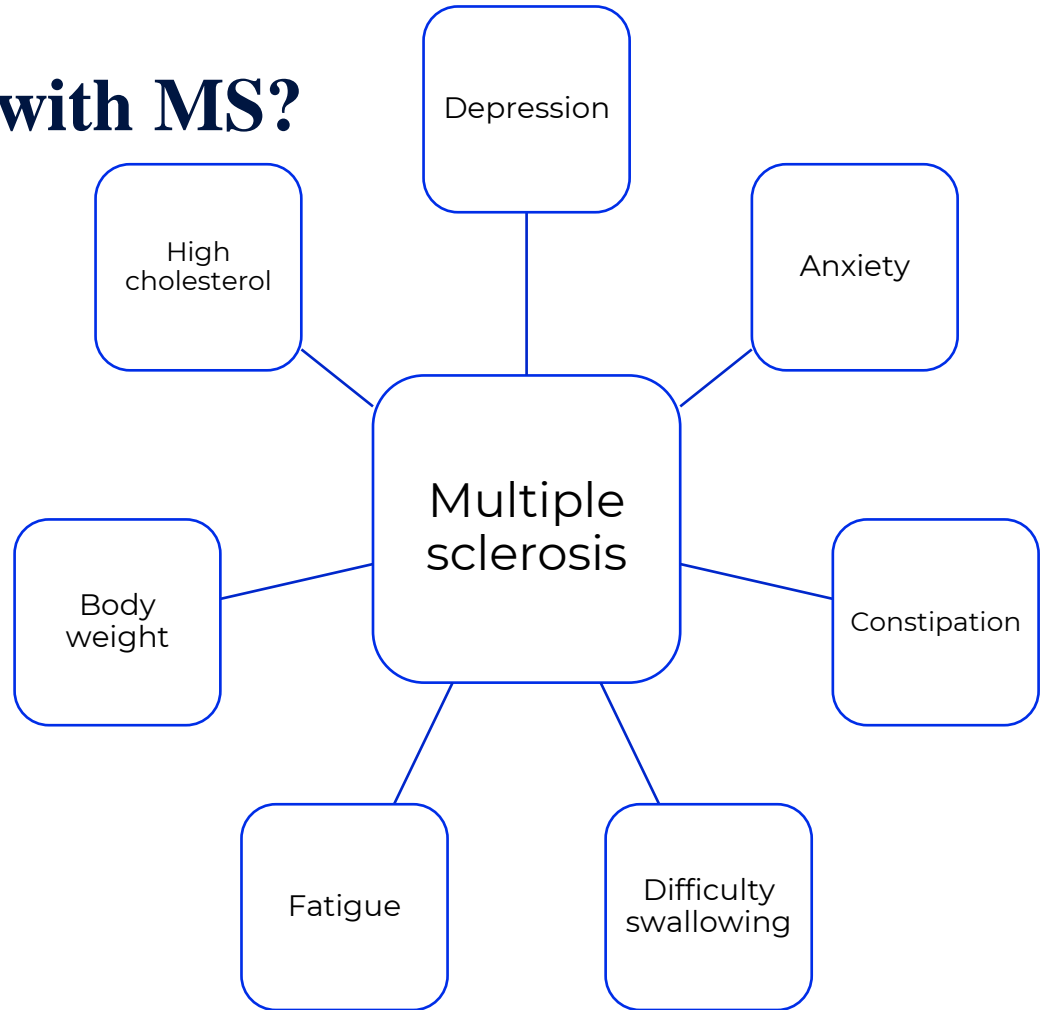 with MS?
Depression
High
cholesterol
Anxiety
Multiple
sclerosis
Body
weight
Constipation
Fatigue
Difficulty
swallowing